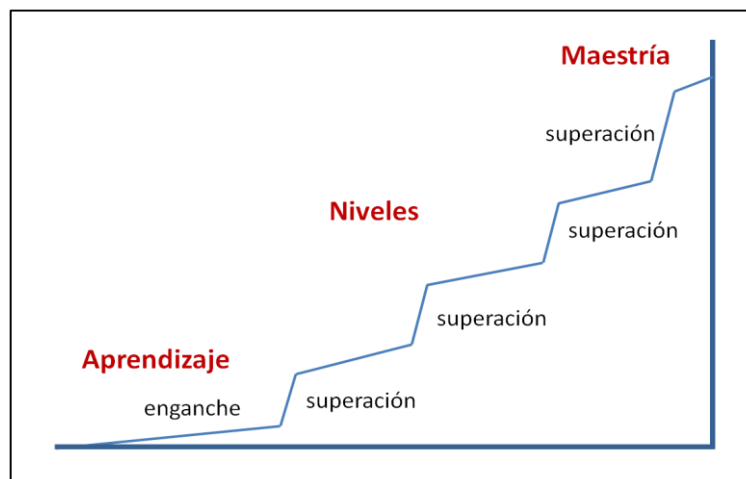 Maestría
superación
Niveles
superación
superación
Aprendizaje
enganche
superación